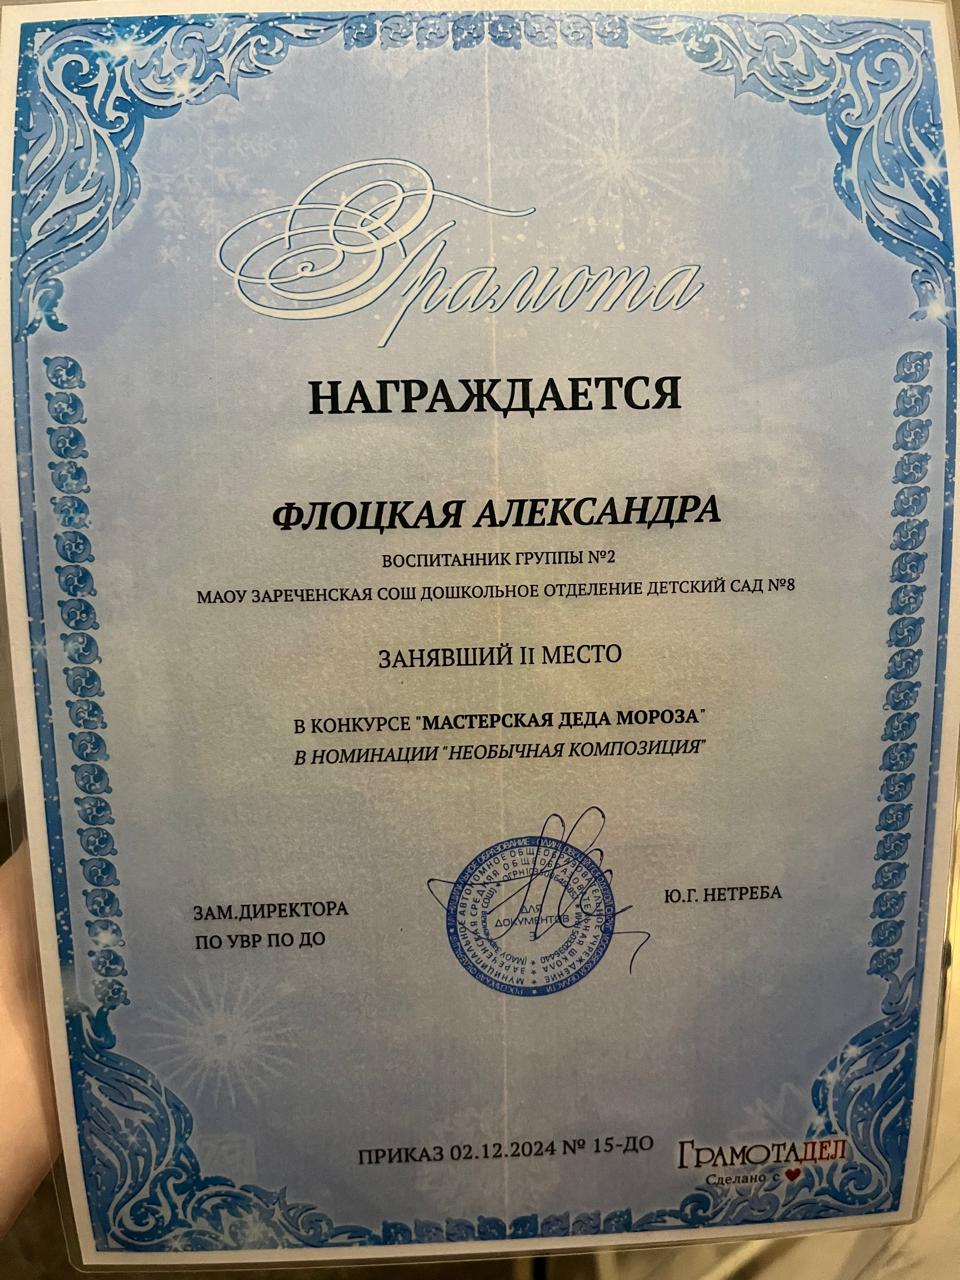 Грамота
НАГРАЖДАЕТСЯ
ФЛОЦКАЯ АЛЕКСАНДРА
ВОСПИТАННИК ГРУППЫ №2
МАОУ ЗАРЕЧЕНСКАЯ СОШ ДОШКОЛЬНОЕ ОТДЕЛЕНИЕ ДЕТСКИЙ САД №8
ЗАНЯВШИЙ II МЕСТО
В КОНКУРСЕ "МАСТЕРСКАЯ ДЕДА МОРОЗА"
В НОМИНАЦИИ "НЕОБЫЧНАЯ КОМПОЗИЦИЯ"
ЗАМ.ДИРЕКТОРА
ПО УВР ПО ДО
ДЛЯ
ДОКУМЕНТОВ
3
Ю.Г. НЕТРЕБА
ПРИКАЗ 02.12.2024 № 15-ДО
ГРАМОТАДЕЛ
Сделано с